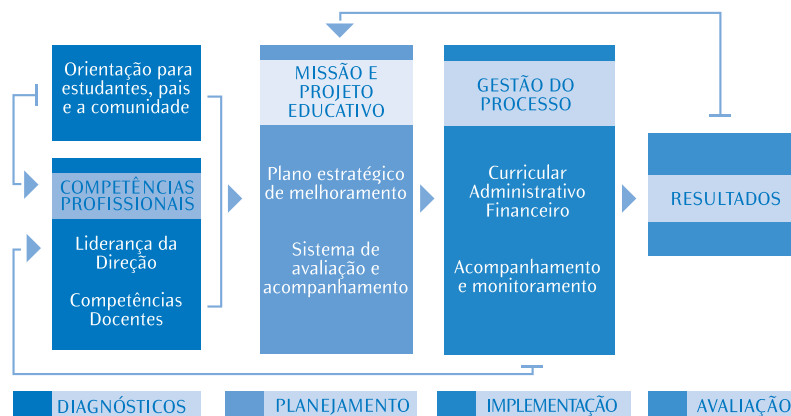 Orientação para
estudantes, pais
e a comunidade
COMPETÊNCIAS
PROFISSIONAIS
Liderança da
Direção
Competências
Docentes
MISSÃO E
PROJETO
EDUCATIVO
Plano estratégico
de melhoramento
Sistema de
avaliação e
acompanhamento
GESTÃO DO
PROCESSO
Curricular
Administrativo
Financeiro
Acompanhamento
e monitoramento
RESULTADOS
DIAGNÓSTICOS
PLANEJAMENTO
IMPLEMENTAÇÃO
AVALIAÇÃO